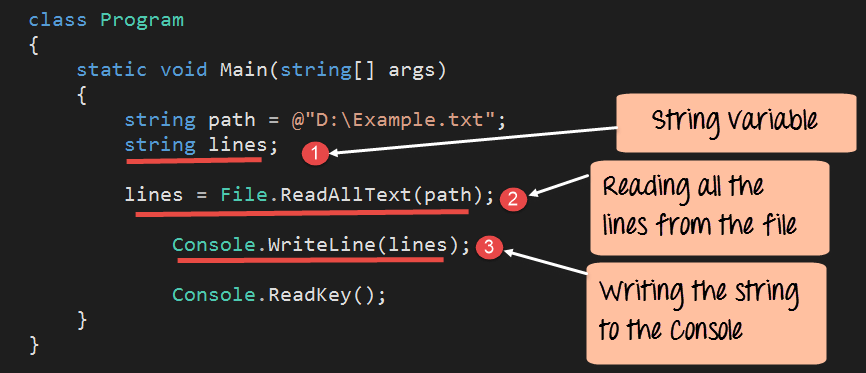 class Program
{
static void Main(string[] args)
{
string path = @"D:\Example.txt";
string lines;
1
String Variable
lines = File.ReadAllText(path);
2
Reading all the
lines from the file
Console.WriteLine(lines);
3
Writing the string
to the Console
Console.ReadKey();
}
}